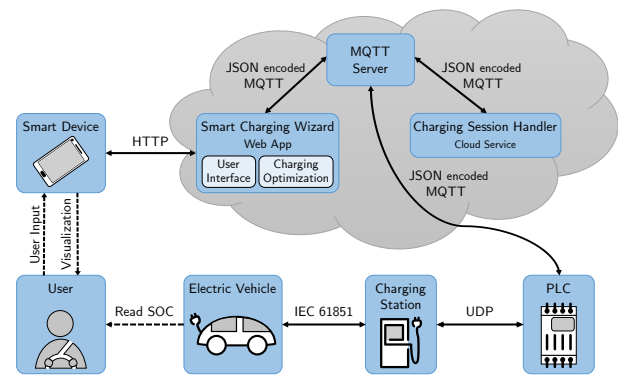 MQTT
Server
JSON encoded
MQTT
JSON encoded
MQTT
Smart Device
HTTP
Smart Charging Wizard
Web App
User
Interface
Charging
Optimization
Charging Session Handler
Cloud Service
JSON encoded
MQTT
User Input
Visualization
User
Read SOC
Electric Vehicle
IEC 61851
Charging
Station
UDP
PLC